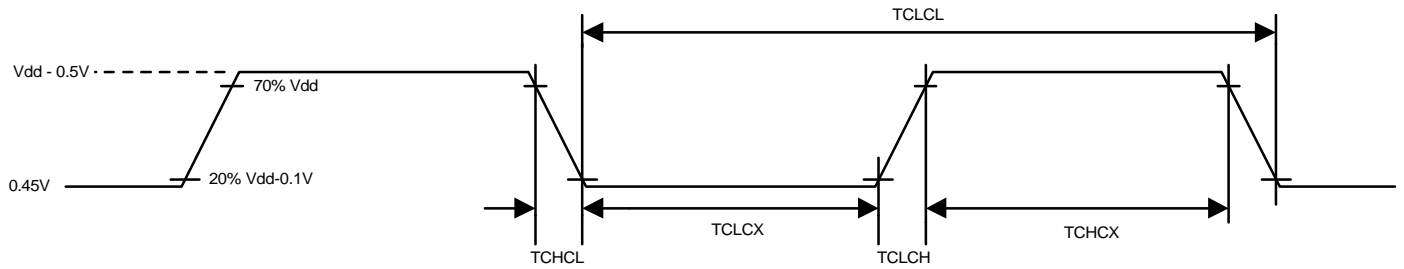 TCLCL
Vdd - 0.5V
70% Vdd
0.45V
20% Vdd-0.1V
TCLCX
TCHCX
TCHCL
TCLCH